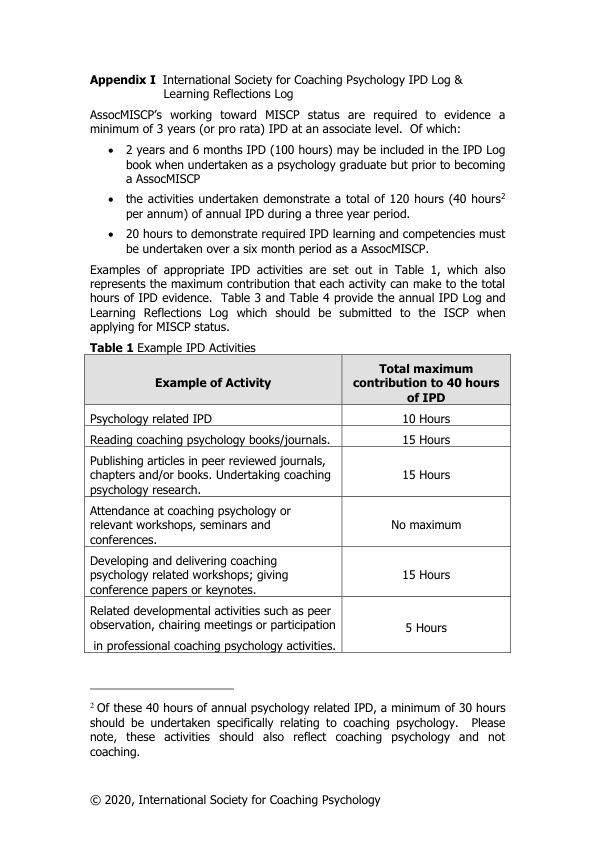 Appendix I International Society for Coaching Psychology IPD Log &
Learning Reflections Log
AssocMISCP's working toward MISCP status are required to evidence a
minimum of 3 years (or pro rata) IPD at an associate level. Of which:
• 2 years and 6 months IPD (100 hours) may be included in the IPD Log
book when undertaken as a psychology graduate but prior to becoming
a AssocMISCP
• the activities undertaken demonstrate a total of 120 hours (40 hours²
per annum) of annual IPD during a three year period.
• 20 hours to demonstrate required IPD learning and competencies must
be undertaken over a six month period as a AssocMISCP.
Examples of appropriate IPD activities are set out in Table 1, which also
represents the maximum contribution that each activity can make to the total
hours of IPD evidence. Table 3 and Table 4 provide the annual IPD Log and
Learning Reflections Log which should be submitted to the ISCP when
applying for MISCP status.
Table 1 Example IPD Activities
Example of Activity
Total maximum
contribution to 40 hours
of IPD
Psychology related IPD
10 Hours
Reading coaching psychology books/journals.
15 Hours
Publishing articles in peer reviewed journals,
chapters and/or books. Undertaking coaching
psychology research.
15 Hours
Attendance at coaching psychology or
relevant workshops, seminars and
conferences.
No maximum
Developing and delivering coaching
psychology related workshops; giving
conference papers or keynotes.
15 Hours
Related developmental activities such as peer
observation, chairing meetings or participation
in professional coaching psychology activities.
5 Hours
² Of these 40 hours of annual psychology related IPD, a minimum of 30 hours
should be undertaken specifically relating to coaching psychology. Please
note, these activities should also reflect coaching psychology and not
coaching.
© 2020, International Society for Coaching Psychology